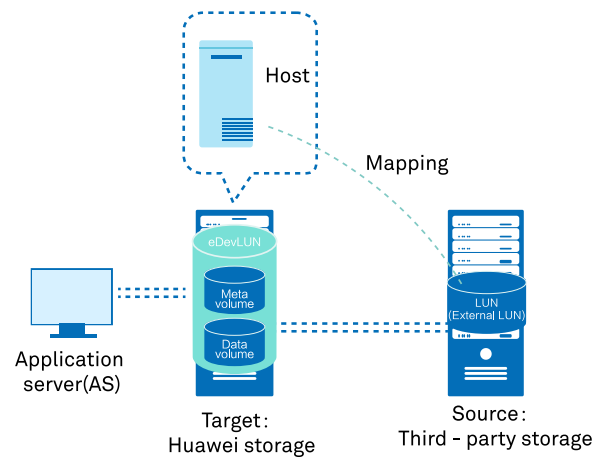 Host
Mapping
eDevLUN
Meta
volume
Data
volume
LUN
(External LUN)
Application
server(AS)
Target:
Huawei storage
Source:
Third - party storage